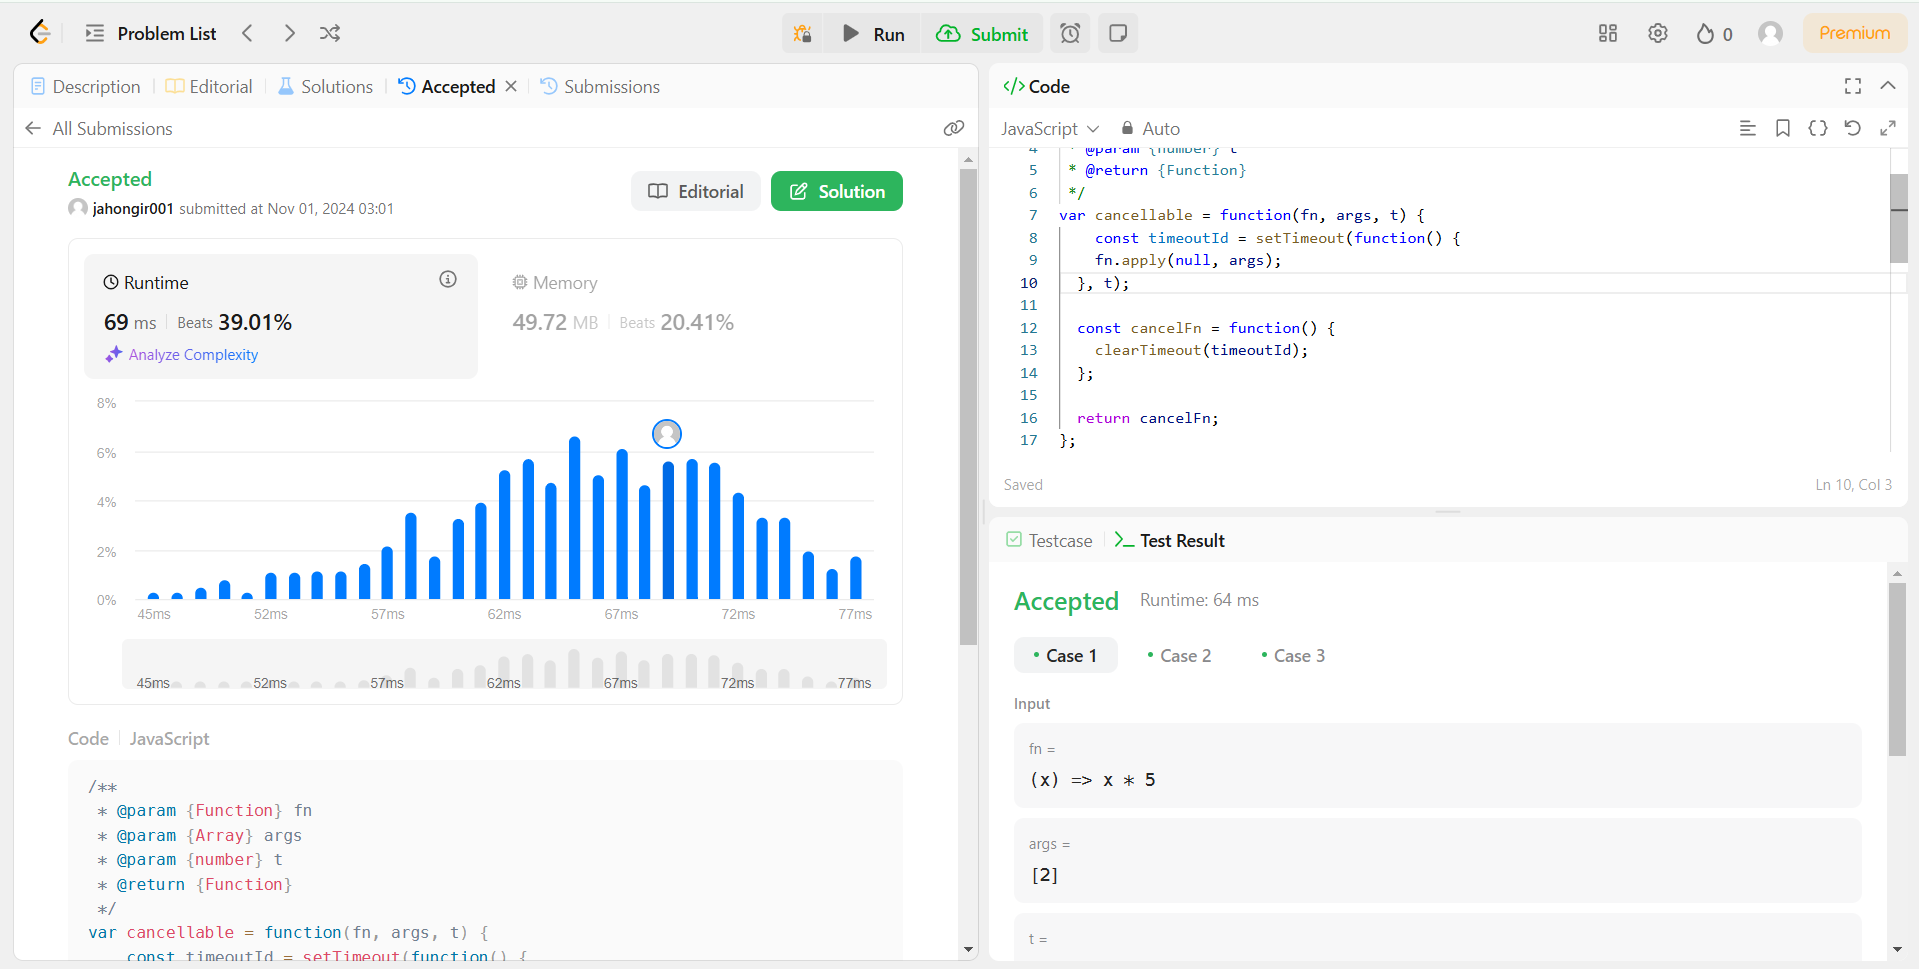 Problem List
Run
Submit
0
Premium
Description
Editorial
Solutions
Accepted
Submissions
All Submissions
Accepted
jahongir001 submitted at Nov 01, 2024 03:01
Editorial
Solution
Runtime
69 ms
Beats 39.01%
Analyze Complexity
Memory
49.72 MB
Beats 20.41%
8%
6%
4%
2%
0%
45ms 52ms 57ms 62ms 67ms 72ms 77ms
45ms 52ms 57ms 62ms 67ms 72ms 77ms
Code
JavaScript
/**
* @param {Function} fn
* @param {Array} args
* @param {number} t
* @return {Function}
*/
var cancellable = function(fn, args, t) {
const timeoutId = setTimeout(function() {
</> Code
JavaScript
Auto
4 * @param {number} t
5 * @return {Function}
6 */
7 var cancellable = function(fn, args, t) {
8 const timeoutId = setTimeout(function() {
9 fn.apply(null, args);
10 }, t);
11
12 const cancelFn = function() {
13 clearTimeout(timeoutId);
14 };
15
16 return cancelFn;
17 };
Saved
Ln 10, Col 3
Testcase
>_ Test Result
Accepted
Runtime: 64 ms
• Case 1
• Case 2
• Case 3
Input
fn =
(x) => x * 5
args =
[2]
t =